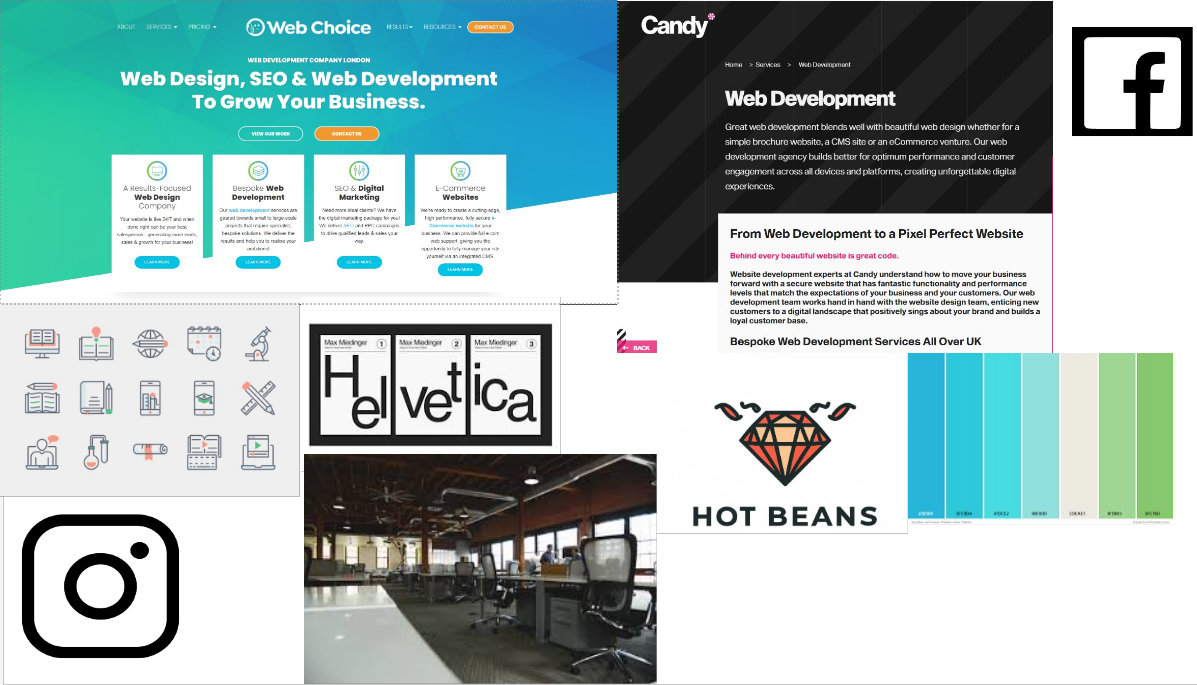 ABOUT SERVICES PRICING Web Choice RESULTS RESOURCES CONTACT US
WEB DEVELOPMENT COMPANY LONDON
Web Design, SEO & Web Development
To Grow Your Business.
VIEW OUR WORK CONTACT US
A Results-Focused
Web Design
Company
Your website is live 24/7 and when
done right can be your best
salesperson - generating more leads,
sales & growth for your business!
LEARN MORE
Bespoke Web
Development
Our web development services are
geared towards small to large-scale
projects that require specialist,
bespoke solutions. We deliver the
results and help you to realise your
ambitions!
LEARN MORE
SEO & Digital
Marketing
Need more ideal clients? We have
the digital marketing package for you!
We deliver SEO and PPC campaigns
to drive qualified leads & sales your
way.
LEARN MORE
E-Commerce
Websites
We're ready to create a cutting-edge,
high performance, fully secure e-
Commerce website for your
business. We can provide full e-com
web support, giving you the
opportunity to fully manage your site
yourself via an integrated CMS
LEARN MORE
Candy
Home > Services > Web Development
Web Development
Great web development blends well with beautiful web design whether for a
simple brochure website, a CMS site or an eCommerce venture. Our web
development agency builds better for optimum performance and customer
engagement across all devices and platforms, creating unforgettable digital
experiences.
From Web Development to a Pixel Perfect Website
Behind every beautiful website is great code.
Website development experts at Candy understand how to move your business
forward with a secure website that has fantastic functionality and performance
levels that match the expectations of your business and your customers. Our web
development team works hand in hand with the website design team, enticing new
customers to a digital landscape that positively sings about your brand and builds a
loyal customer base.
Bespoke Web Development Services All Over UK
BACK
Max Miedinger 1
Max Miedinger 2
Max Miedinger 3
Helvetica
HOT BEANS